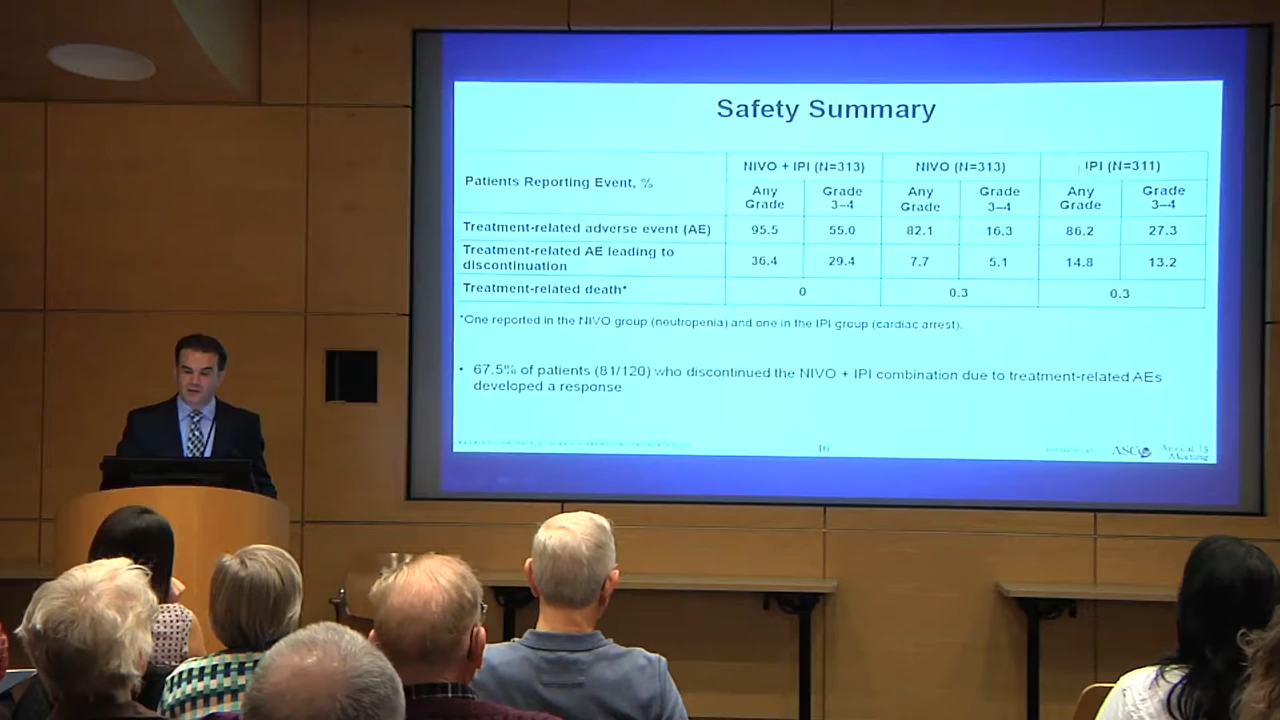 Safety Summary
Patients Reporting Event, %
NIVO + IPI (N=313)
NIVO (N=313)
IPI (N=311)
Any Grade
Grade 3–4
Any Grade
Grade 3–4
Any Grade
Grade 3–4
Treatment-related adverse event (AE) 95.5 55.0 82.1 16.3 86.2 27.3
Treatment-related AE leading to
discontinuation 36.4 29.4 7.7 5.1 14.8 13.2
Treatment-related death* 0 0.3 0.3
*One reported in the NIVO group (neutropenia) and one in the IPI group (cardiac arrest).
• 67.5% of patients (81/120) who discontinued the NIVO + IPI combination due to treatment-related AEs
developed a response
16
ASCO Annual 15
Meeting